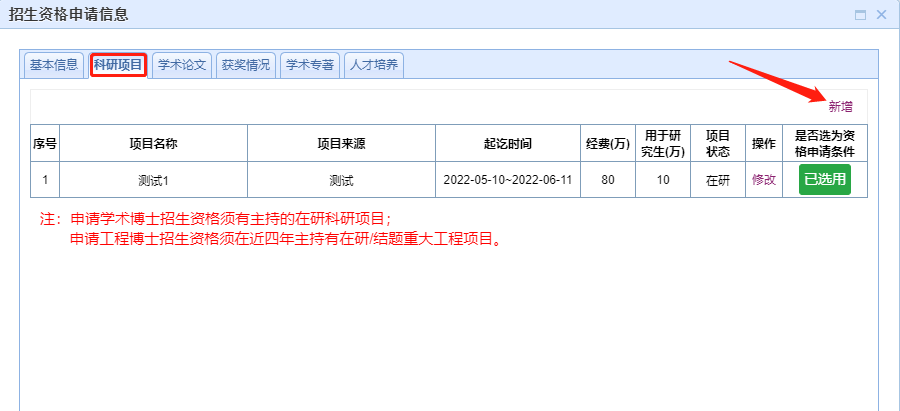 招生资格申请信息
基本信息 科研项目 学术论文 获奖情况 学术专著 人才培养
新增
序号 项目名称 项目来源 起讫时间 经费(万) 用于研究生(万) 项目状态 操作 是否选为资格申请条件
1 测试1 测试 2022-05-10~2022-06-11 80 10 在研 修改 已选用
注：申请学术博士招生资格须有主持的在研科研项目；
申请工程博士招生资格须在近四年主持有在研/结题重大工程项目。